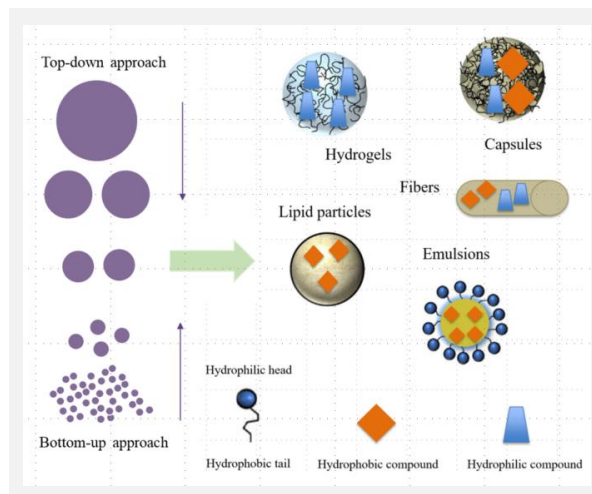 Top-down approach
Hydrogels
Capsules
Fibers
Lipid particles
Emulsions
Hydrophilic head
Bottom-up approach
Hydrophobic tail
Hydrophobic compound
Hydrophilic compound